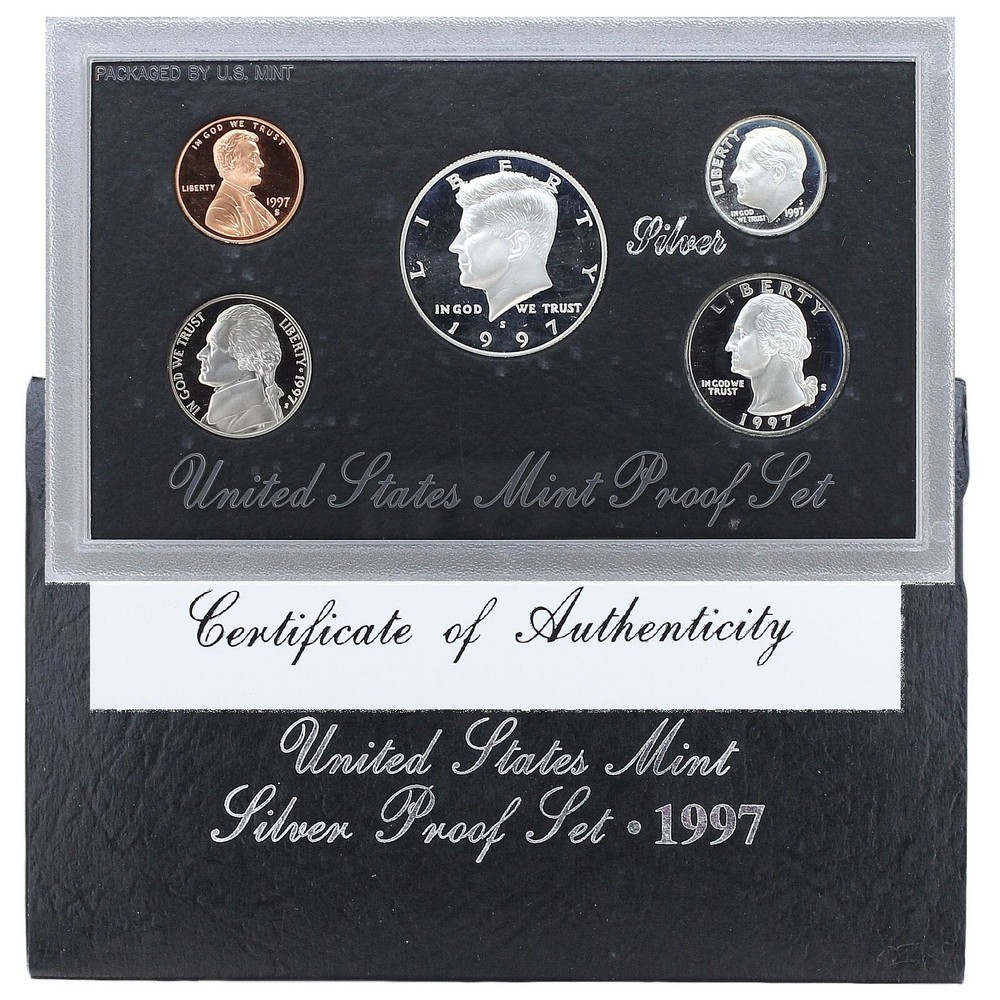 PACKAGED BY U.S. MINT
IN GOD WE TRUST
LIBERTY
1997
S
LIBERTY
IN GOD WE TRUST
S
1997
LIBERTY
IN GOD
WE TRUST
S
1997
Silver
IN GOD WE TRUST
LIBERTY ★ 1997 ★
LIBERTY
IN GOD WE
TRUST
S
1997
United States Mint Proof Set
Certificate of Authenticity
United States Mint
Silver Proof Set • 1997